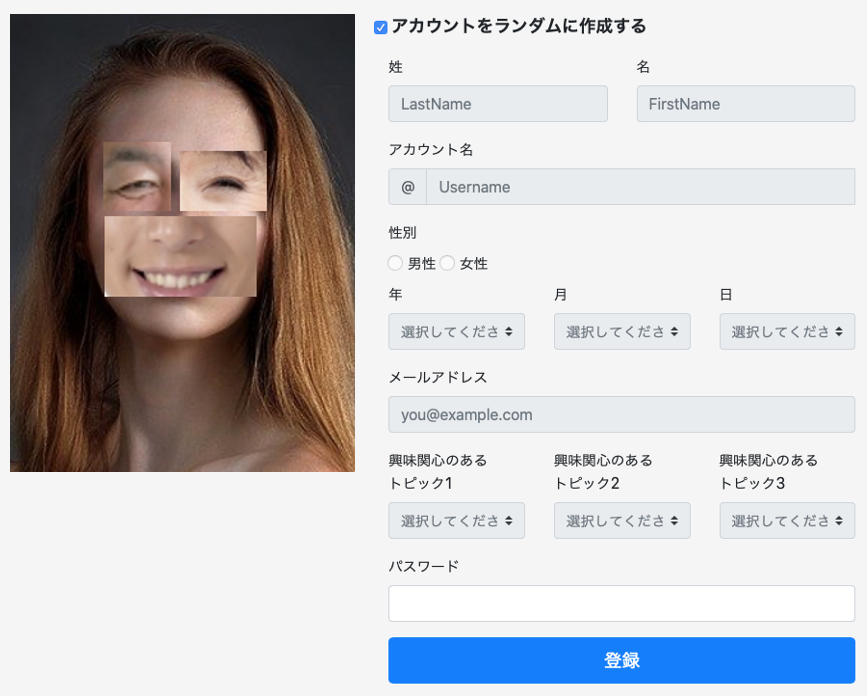 アカウントをランダムに作成する
姓 名
LastName FirstName
アカウント名
@ Username
性別
男性 女性
年 月 日
選択してくださ 選択してくださ 選択してくださ
メールアドレス
you@example.com
興味関心のある 興味関心のある 興味関心のある
トピック1 トピック2 トピック3
選択してくださ 選択してくださ 選択してくださ
パスワード
登録